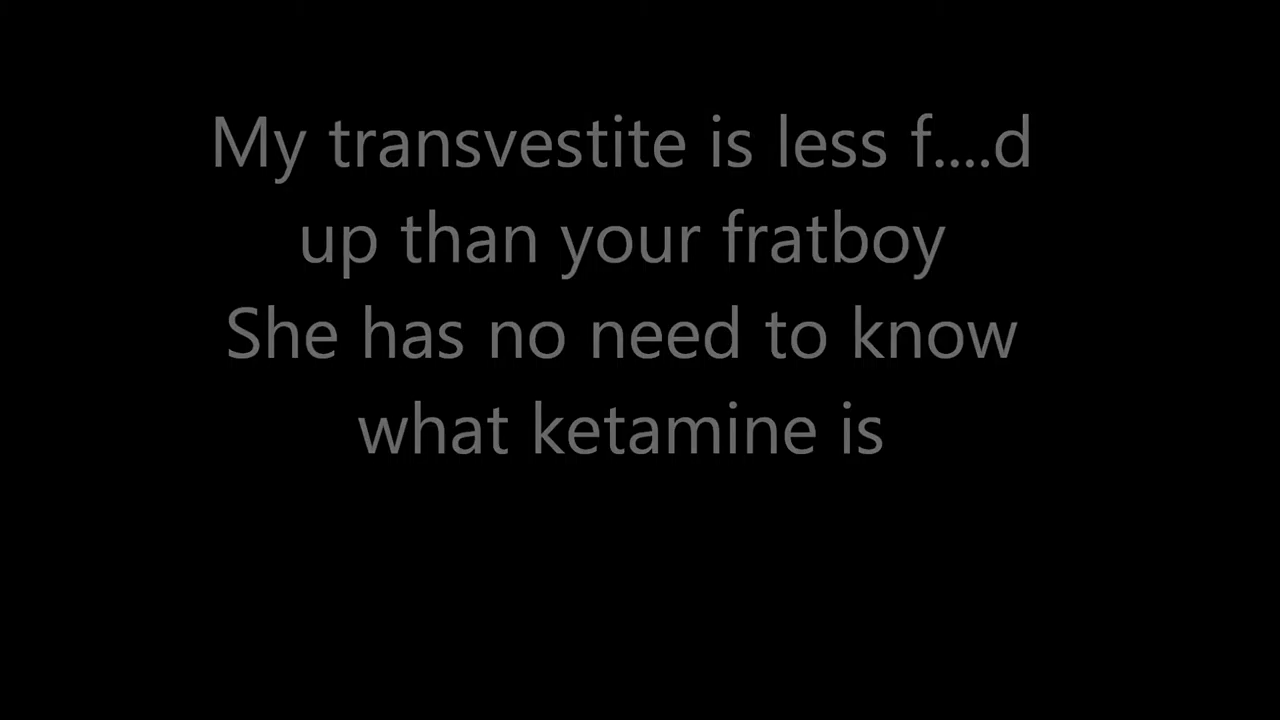 My transvestite is less f....d
up than your fratboy
She has no need to know
what ketamine is